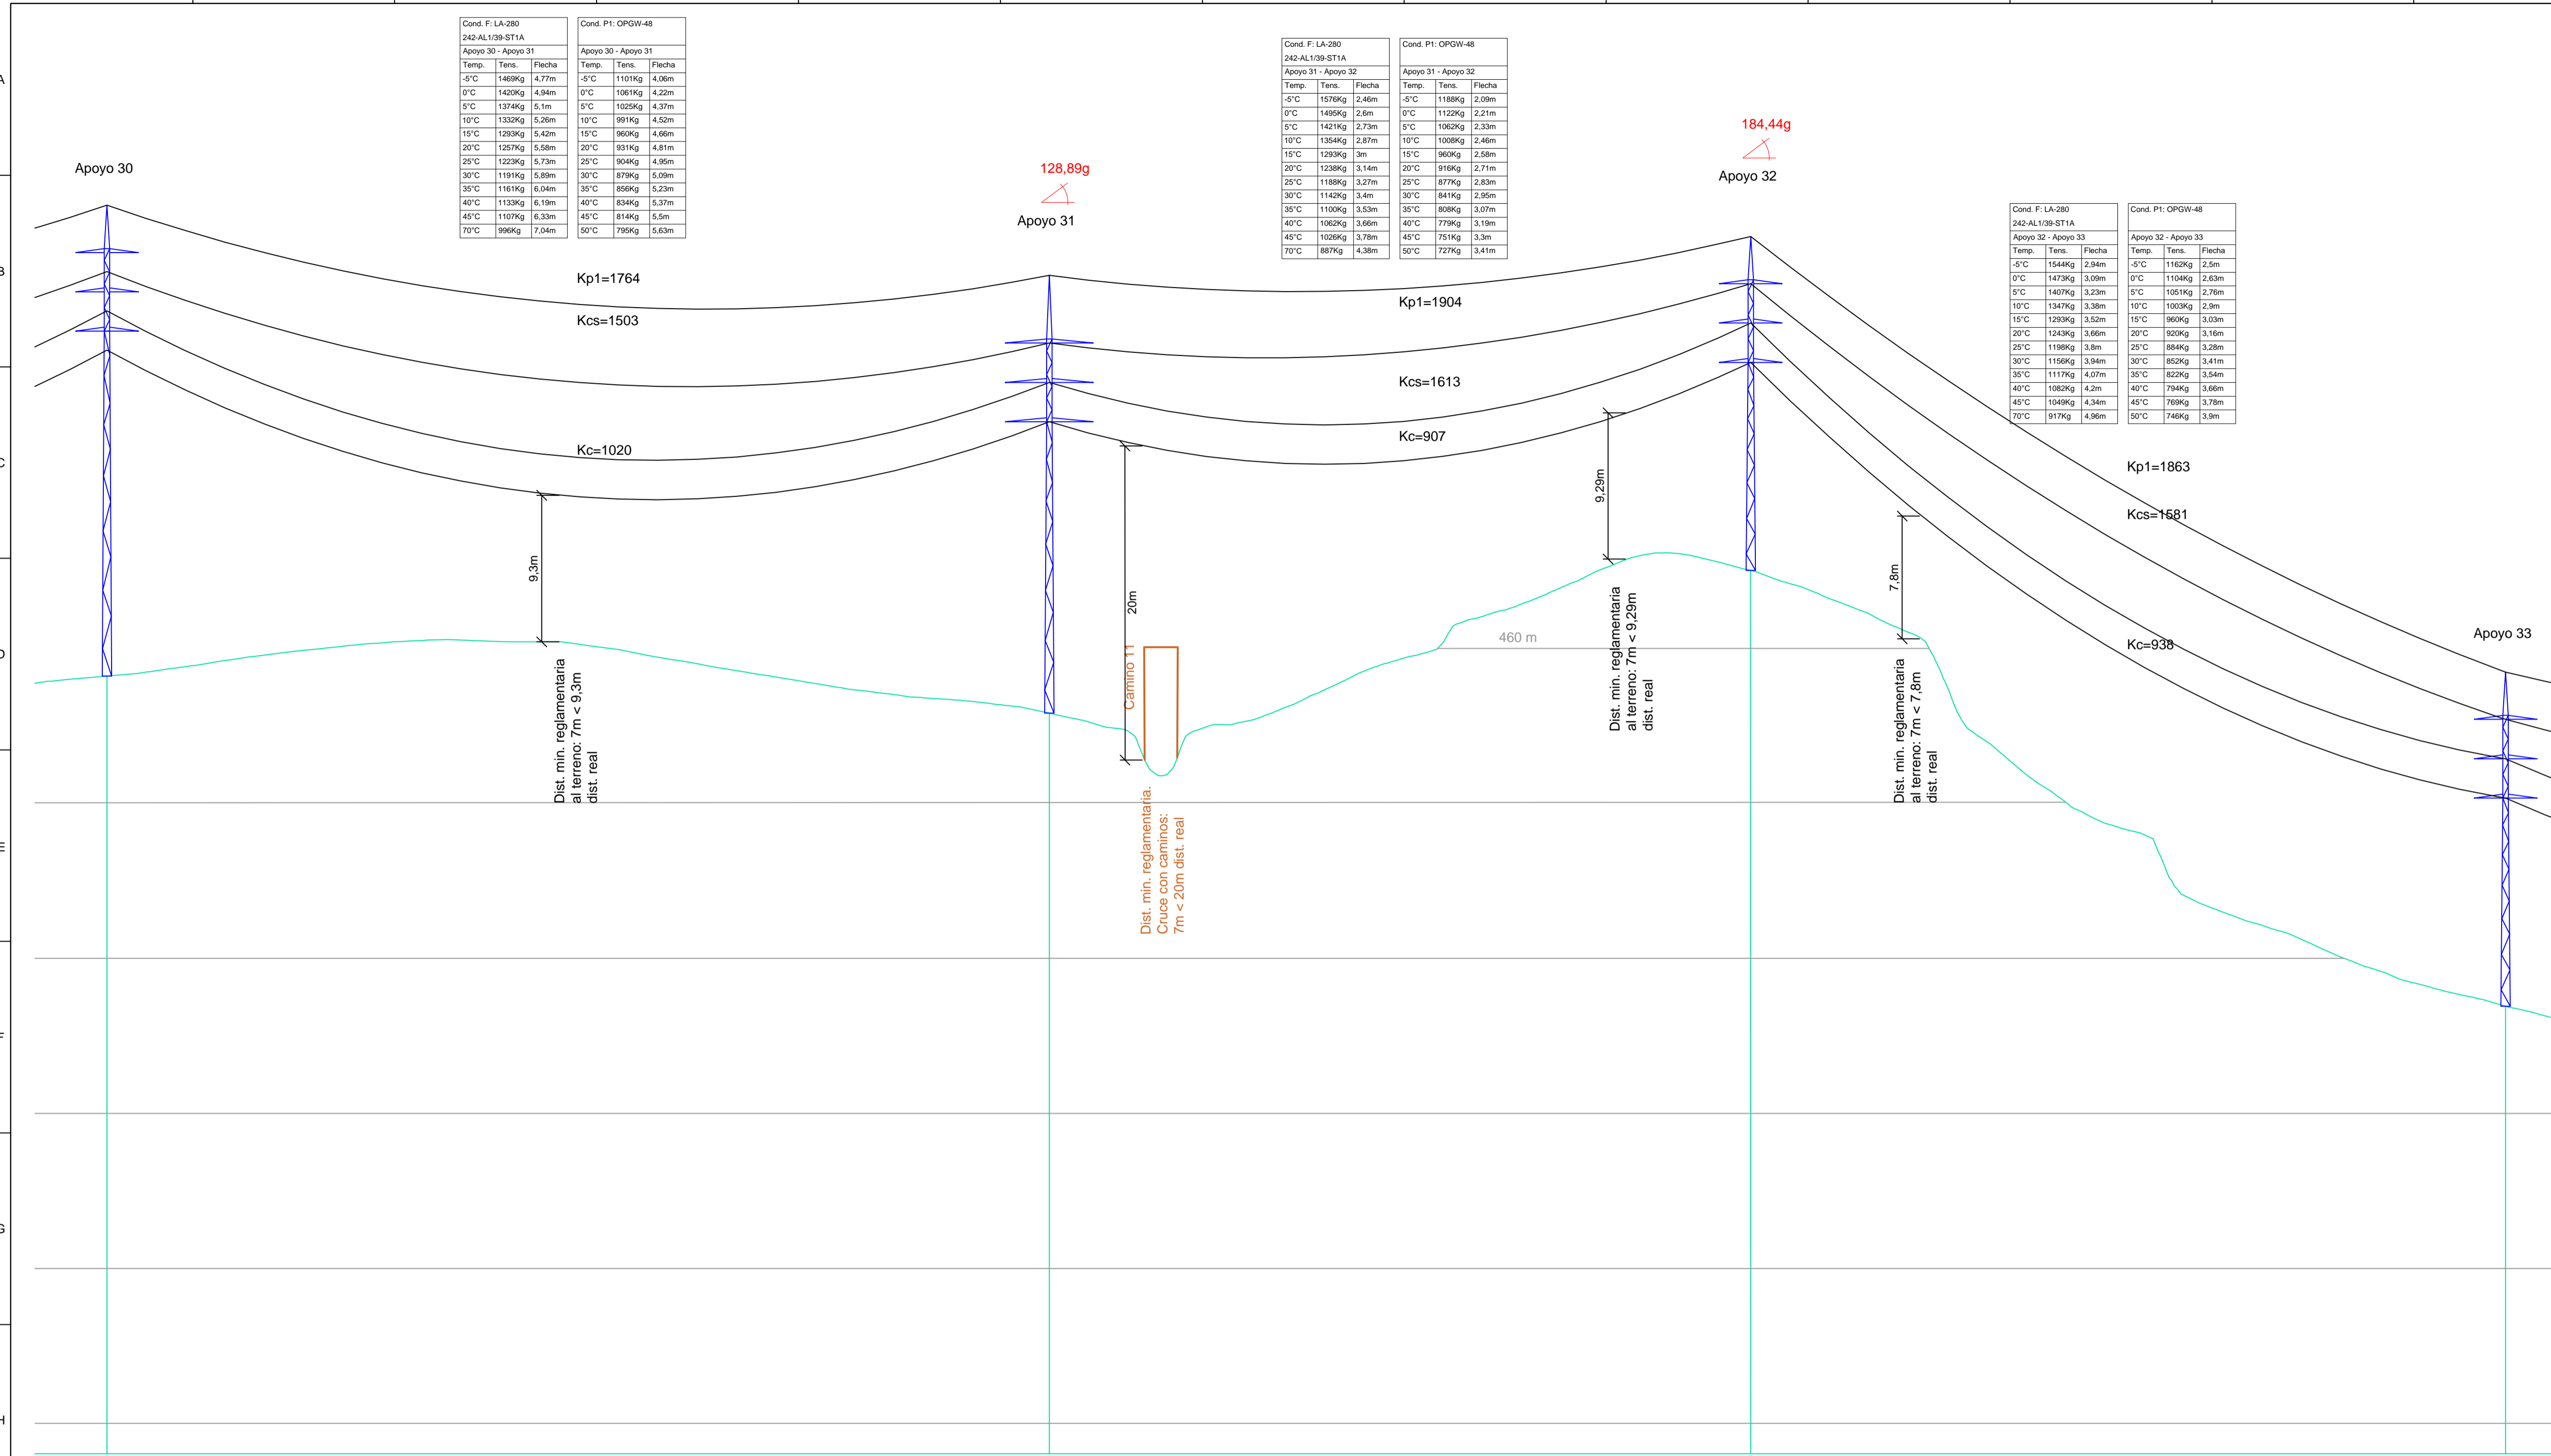 Cond. F: LA-280
242-AL1/39-ST1A
Apoyo 30 - Apoyo 31
Temp. Tens. Flecha
-5°C 1469Kg 4,77m
0°C 1420Kg 4,94m
5°C 1374Kg 5,1m
10°C 1332Kg 5,26m
15°C 1293Kg 5,42m
20°C 1257Kg 5,58m
25°C 1223Kg 5,73m
30°C 1191Kg 5,89m
35°C 1161Kg 6,04m
40°C 1133Kg 6,19m
45°C 1107Kg 6,33m
70°C 996Kg 7,04m
Cond. P1: OPGW-48
Apoyo 30 - Apoyo 31
Temp. Tens. Flecha
-5°C 1101Kg 4,06m
0°C 1061Kg 4,22m
5°C 1025Kg 4,37m
10°C 991Kg 4,52m
15°C 960Kg 4,66m
20°C 931Kg 4,81m
25°C 904Kg 4,95m
30°C 879Kg 5,09m
35°C 856Kg 5,23m
40°C 834Kg 5,37m
45°C 814Kg 5,5m
50°C 795Kg 5,63m
Cond. F: LA-280
242-AL1/39-ST1A
Apoyo 31 - Apoyo 32
Temp. Tens. Flecha
-5°C 1576Kg 2,46m
0°C 1495Kg 2,6m
5°C 1421Kg 2,73m
10°C 1354Kg 2,87m
15°C 1293Kg 3m
20°C 1238Kg 3,14m
25°C 1188Kg 3,27m
30°C 1142Kg 3,4m
35°C 1100Kg 3,53m
40°C 1062Kg 3,66m
45°C 1026Kg 3,78m
70°C 887Kg 4,38m
Cond. P1: OPGW-48
Apoyo 31 - Apoyo 32
Temp. Tens. Flecha
-5°C 1188Kg 2,09m
0°C 1122Kg 2,21m
5°C 1062Kg 2,33m
10°C 1008Kg 2,46m
15°C 960Kg 2,58m
20°C 916Kg 2,71m
25°C 877Kg 2,83m
30°C 841Kg 2,95m
35°C 808Kg 3,07m
40°C 779Kg 3,19m
45°C 751Kg 3,3m
50°C 727Kg 3,41m
Cond. F: LA-280
242-AL1/39-ST1A
Apoyo 32 - Apoyo 33
Temp. Tens. Flecha
-5°C 1544Kg 2,94m
0°C 1473Kg 3,09m
5°C 1407Kg 3,23m
10°C 1347Kg 3,38m
15°C 1293Kg 3,52m
20°C 1243Kg 3,66m
25°C 1198Kg 3,8m
30°C 1156Kg 3,94m
35°C 1117Kg 4,07m
40°C 1082Kg 4,2m
45°C 1049Kg 4,34m
70°C 917Kg 4,96m
Cond. P1: OPGW-48
Apoyo 32 - Apoyo 33
Temp. Tens. Flecha
-5°C 1162Kg 2,5m
0°C 1104Kg 2,63m
5°C 1051Kg 2,76m
10°C 1003Kg 2,9m
15°C 960Kg 3,03m
20°C 920Kg 3,16m
25°C 884Kg 3,28m
30°C 852Kg 3,41m
35°C 822Kg 3,54m
40°C 794Kg 3,66m
45°C 769Kg 3,78m
50°C 746Kg 3,9m
Apoyo 30
128,89g
Apoyo 31
184,44g
Apoyo 32
Apoyo 33
Kp1=1764
Kcs=1503
Kc=1020
Kp1=1904
Kcs=1613
Kc=907
Kp1=1863
Kcs=1581
Kc=938
9,3m
Dist. min. reglamentaria
al terreno: 7m < 9,3m
dist. real
20m
Camino 11
Dist. min. reglamentaria.
Cruce con caminos:
7m < 20m dist. real
460 m
9,29m
Dist. min. reglamentaria
al terreno: 7m < 9,29m
dist. real
7,8m
Dist. min. reglamentaria
al terreno: 7m < 7,8m
dist. real
A
B
C
D
E
F
G
H